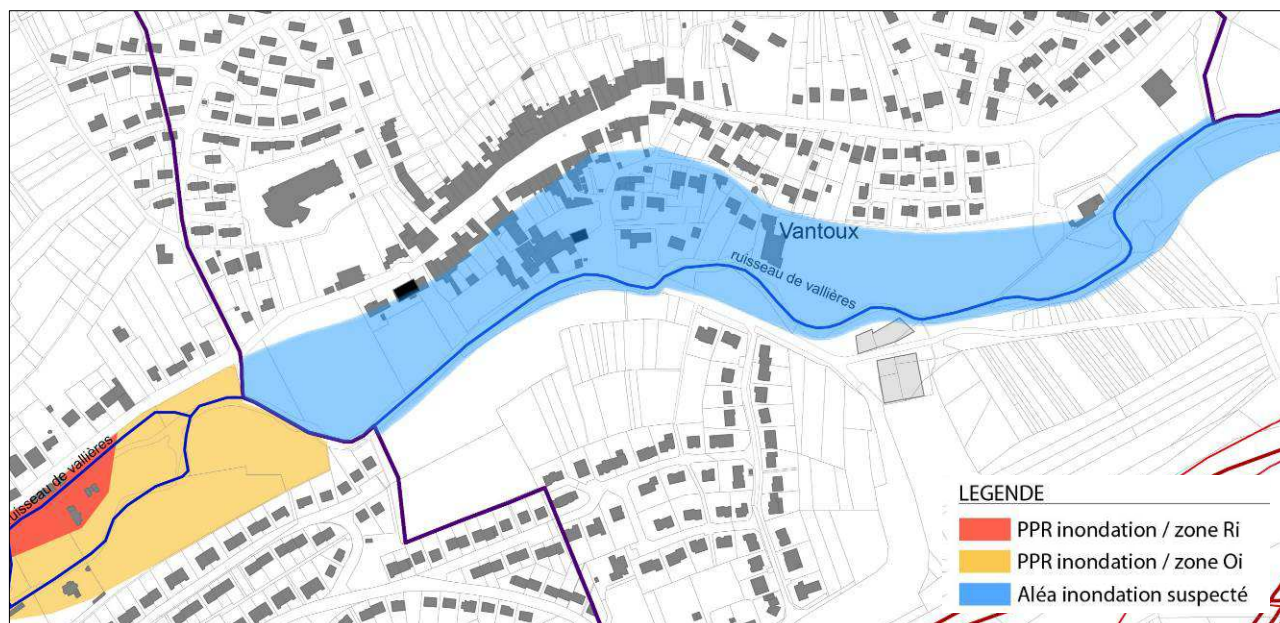 Vantoux
ruisseau de vallières
ruisseau de vallières
LEGENDE
PPR inondation / zone Ri
PPR inondation / zone Oi
Aléa inondation suspecté